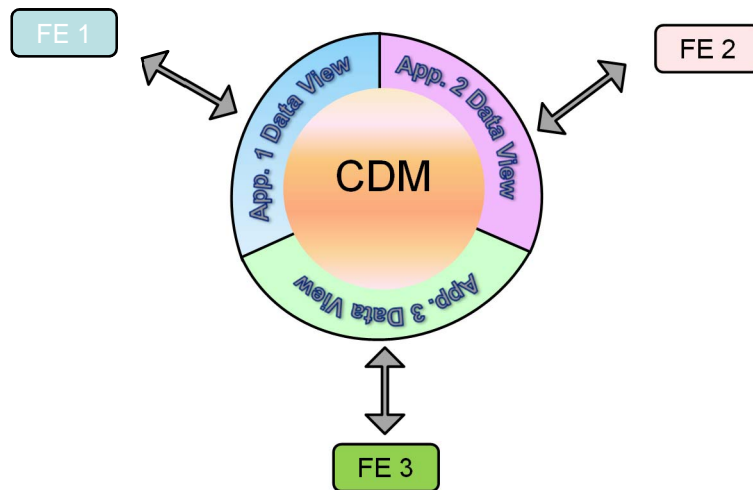 FE 1
FE 2
App. 1 Data View
App. 2 Data View
CDM
App. 3 Data View
FE 3